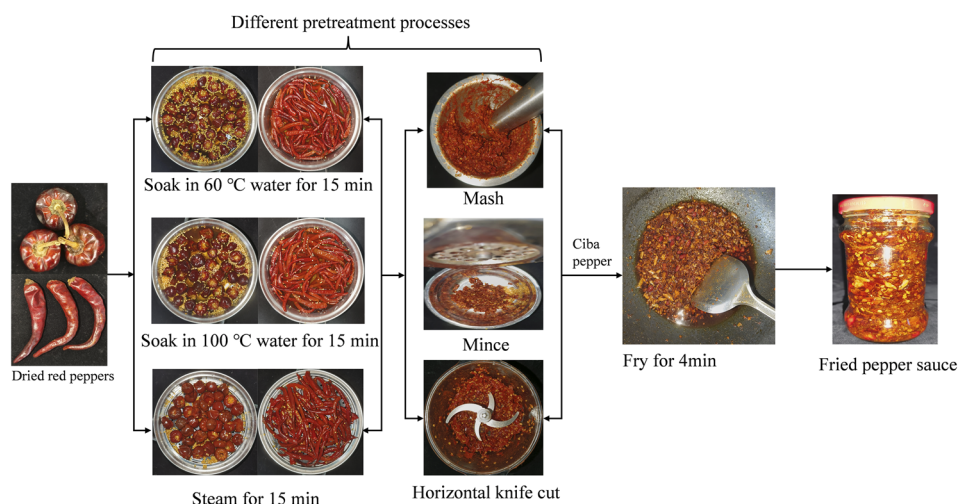 Different pretreatment processes
Soak in 60 ℃ water for 15 min
Mash
Soak in 100 ℃ water for 15 min
Mince
Ciba
pepper
Dried red peppers
Fry for 4min
Fried pepper sauce
Steam for 15 min
Horizontal knife cut